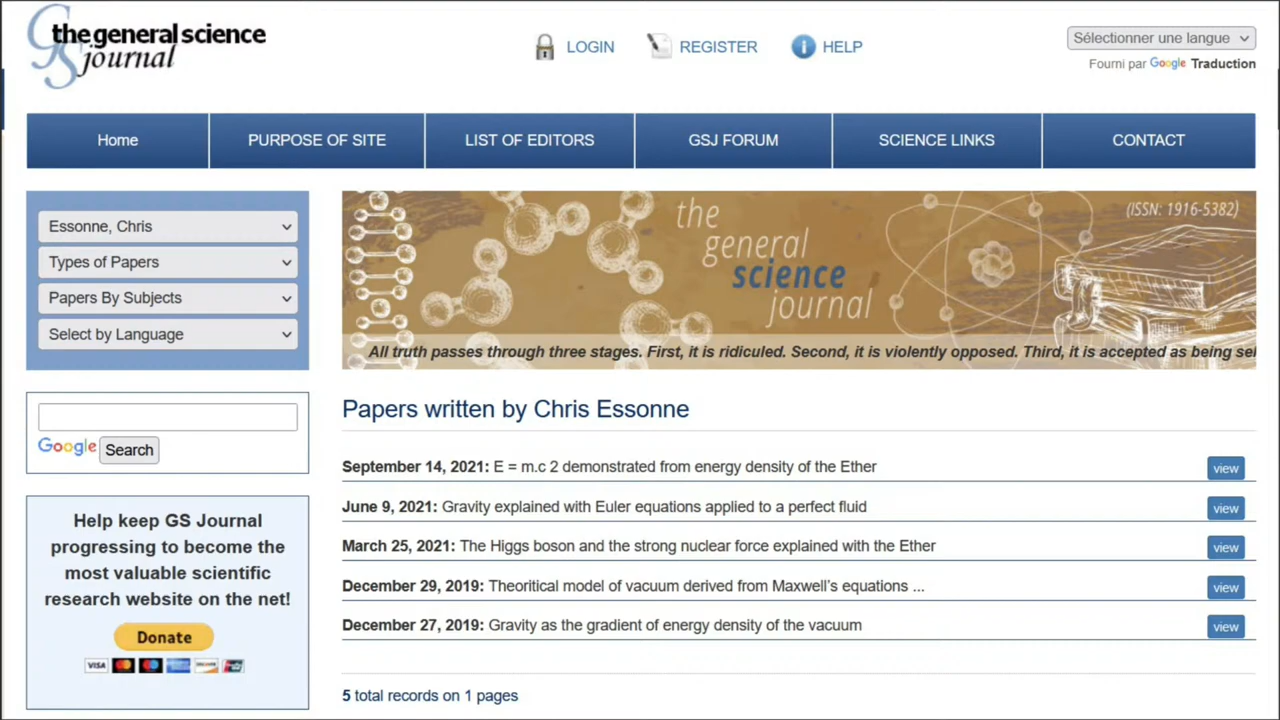 the general science
journal
LOGIN
REGISTER
HELP
Sélectionner une langue
Fourni par Google Traduction
Home
PURPOSE OF SITE
LIST OF EDITORS
GSJ FORUM
SCIENCE LINKS
CONTACT
Essonne, Chris
Types of Papers
Papers By Subjects
Select by Language
the
general
science
journal
(ISSN: 1916-5382)
All truth passes through three stages. First, it is ridiculed. Second, it is violently opposed. Third, it is accepted as being sel
Google
Search
Help keep GS Journal
progressing to become the
most valuable scientific
research website on the net!
Donate
VISA
Papers written by Chris Essonne
September 14, 2021: E = m.c 2 demonstrated from energy density of the Ether
view
June 9, 2021: Gravity explained with Euler equations applied to a perfect fluid
view
March 25, 2021: The Higgs boson and the strong nuclear force explained with the Ether
view
December 29, 2019: Theoritical model of vacuum derived from Maxwell’s equations ...
view
December 27, 2019: Gravity as the gradient of energy density of the vacuum
view
5 total records on 1 pages